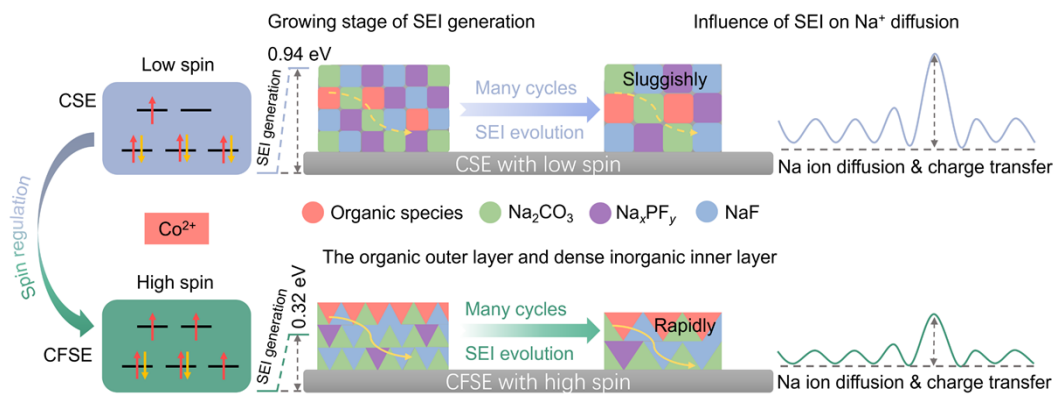 Growing stage of SEI generation
Influence of SEI on Na⁺ diffusion
Low spin
CSE
0.94 eV
SEI generation
Many cycles
SEI evolution
Sluggishly
CSE with low spin
Na ion diffusion & charge transfer
Spin regulation
Co²⁺
Organic species
Na₂CO₃
NaₓPFᵧ
NaF
The organic outer layer and dense inorganic inner layer
High spin
CFSE
0.32 eV
SEI generation
Many cycles
SEI evolution
Rapidly
CFSE with high spin
Na ion diffusion & charge transfer